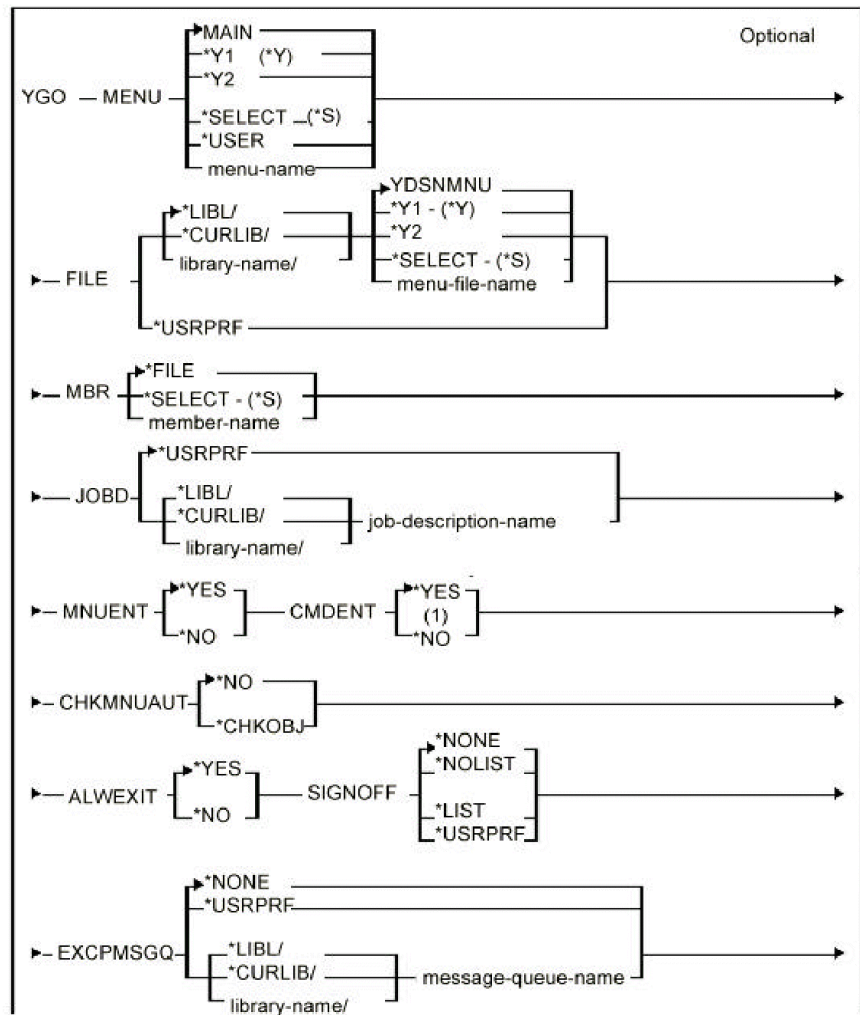 Optional
MAIN
*Y1 (*Y)
*Y2
YGO MENU
*SELECT (*S)
*USER
menu-name
*LIBL/
*CURLIB/
library-name/
YDSNMNU
*Y1 - (*Y)
*Y2
*SELECT - (*S)
menu-file-name
FILE
*USRPRF
MBR
*FILE
*SELECT - (*S)
member-name
JOBD
*USRPRF
*LIBL/
*CURLIB/
library-name/
job-description-name
MNUENT
*YES
*NO
CMDENT
*YES
(1)
*NO
CHKMNUAUT
*NO
*CHKOBJ
ALWEXIT
*YES
*NO
SIGNOFF
*NONE
*NOLIST
*LIST
*USRPRF
EXCPMSGQ
*NONE
*USRPRF
*LIBL/
*CURLIB/
library-name/
message-queue-name